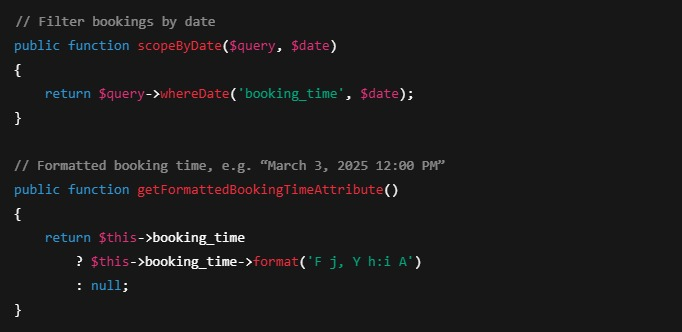 // Filter bookings by date
public function scopeByDate($query, $date)
{
    return $query->whereDate('booking_time', $date);
}
// Formatted booking time, e.g. “March 3, 2025 12:00 PM”
public function getFormattedBookingTimeAttribute()
{
    return $this->booking_time
        ? $this->booking_time->format('F j, Y h:i A')
        : null;
}